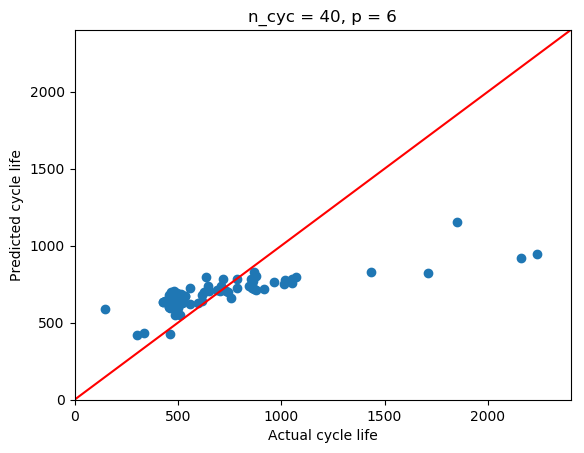 n_cyc = 40, p = 6
Predicted cycle life
2000
1500
1000
500
0
0 500 1000 1500 2000
Actual cycle life